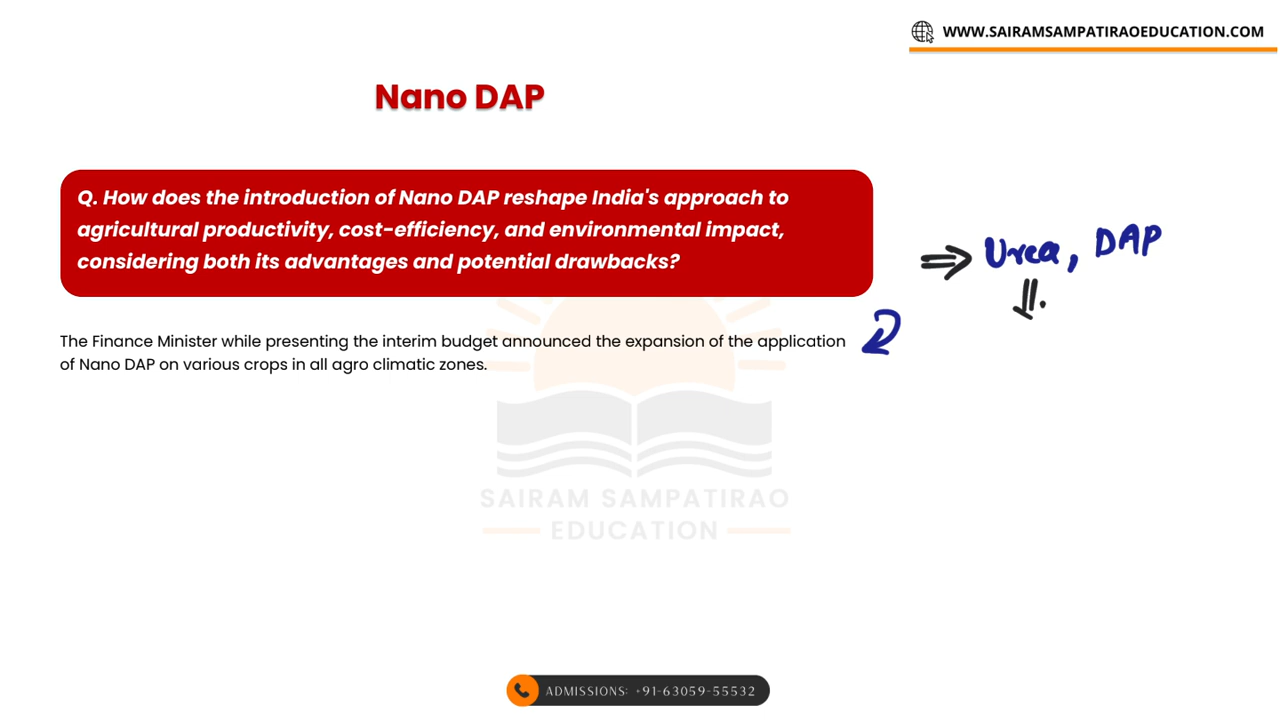 WWW.SAIRAMSAMPATIRAOEDUCATION.COM
Nano DAP
Q. How does the introduction of Nano DAP reshape India's approach to
agricultural productivity, cost-efficiency, and environmental impact,
considering both its advantages and potential drawbacks?
⇒ Urea, DAP
The Finance Minister while presenting the interim budget announced the expansion of the application
of Nano DAP on various crops in all agro climatic zones.
SAIRAM SAMPATIRAO
EDUCATION
ADMISSIONS: +91-63059-55532